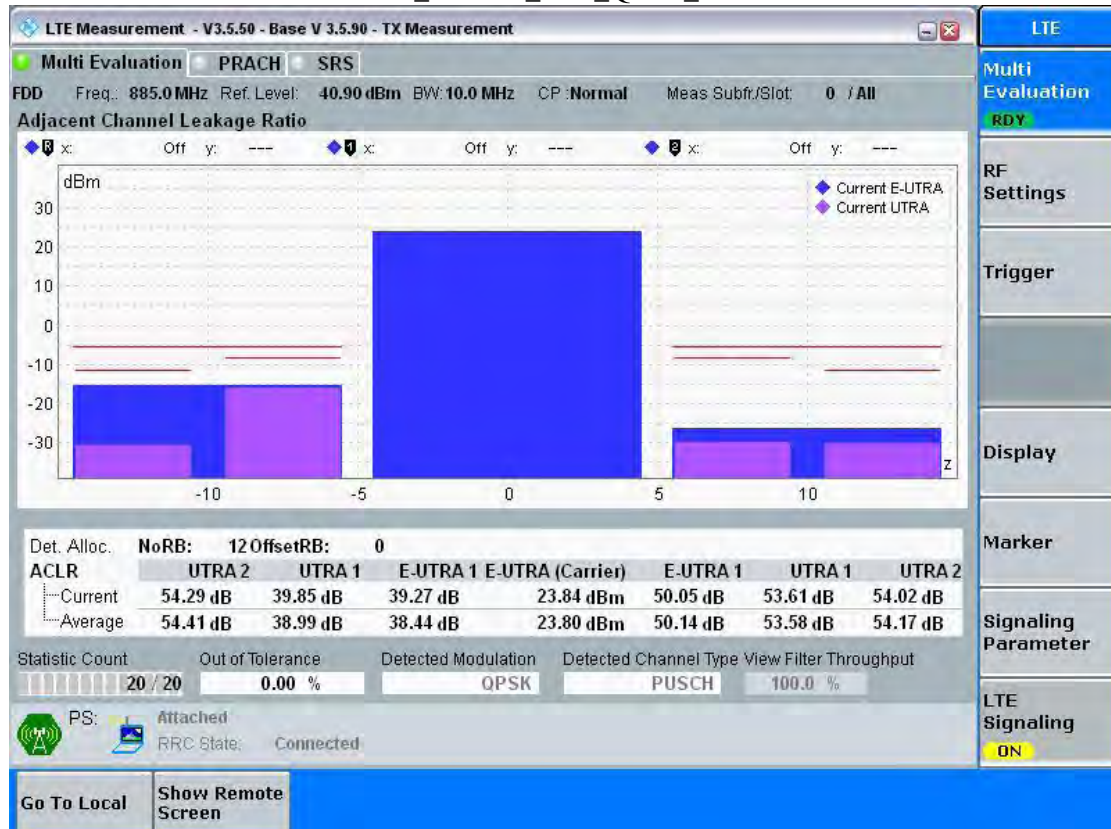 LTE Measurement - V3.5.50 - Base V 3.5.90 - TX Measurement
LTE
Multi Evaluation PRACH SRS
Multi
Evaluation
RDY
FDD Freq.: 885.0 MHz Ref. Level: 40.90 dBm BW: 10.0 MHz CP :Normal Meas Subfr./Slot: 0 / All
Adjacent Channel Leakage Ratio
R x: Off y: --- 1 x: Off y: --- 2 x: Off y: ---
dBm
Current E-UTRA
Current UTRA
30
20
10
0
-10
-20
-30
z
-10 -5 0 5 10
RF
Settings
Trigger
Display
Marker
Signaling
Parameter
LTE
Signaling
ON
Det. Alloc. NoRB: 12 OffsetRB: 0
ACLR UTRA 2 UTRA 1 E-UTRA 1 E-UTRA (Carrier) E-UTRA 1 UTRA 1 UTRA 2
Current 54.29 dB 39.85 dB 39.27 dB 23.84 dBm 50.05 dB 53.61 dB 54.02 dB
Average 54.41 dB 38.99 dB 38.44 dB 23.80 dBm 50.14 dB 53.58 dB 54.17 dB
Statistic Count Out of Tolerance Detected Modulation Detected Channel Type View Filter Throughput
20 / 20 0.00 % QPSK PUSCH 100.0 %
PS: Attached
RRC State: Connected
Go To Local
Show Remote
Screen